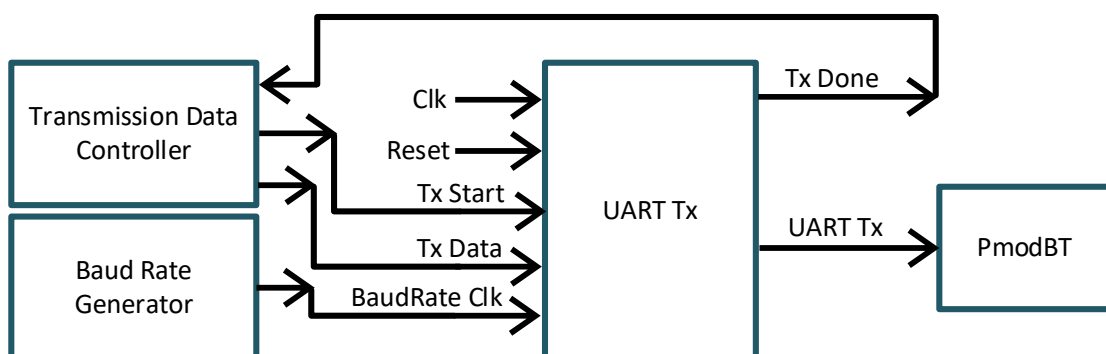 Tx Done
Clk
Transmission Data
Controller
Reset
Tx Start
UART Tx
UART Tx
PmodBT
Tx Data
Baud Rate
Generator
BaudRate Clk